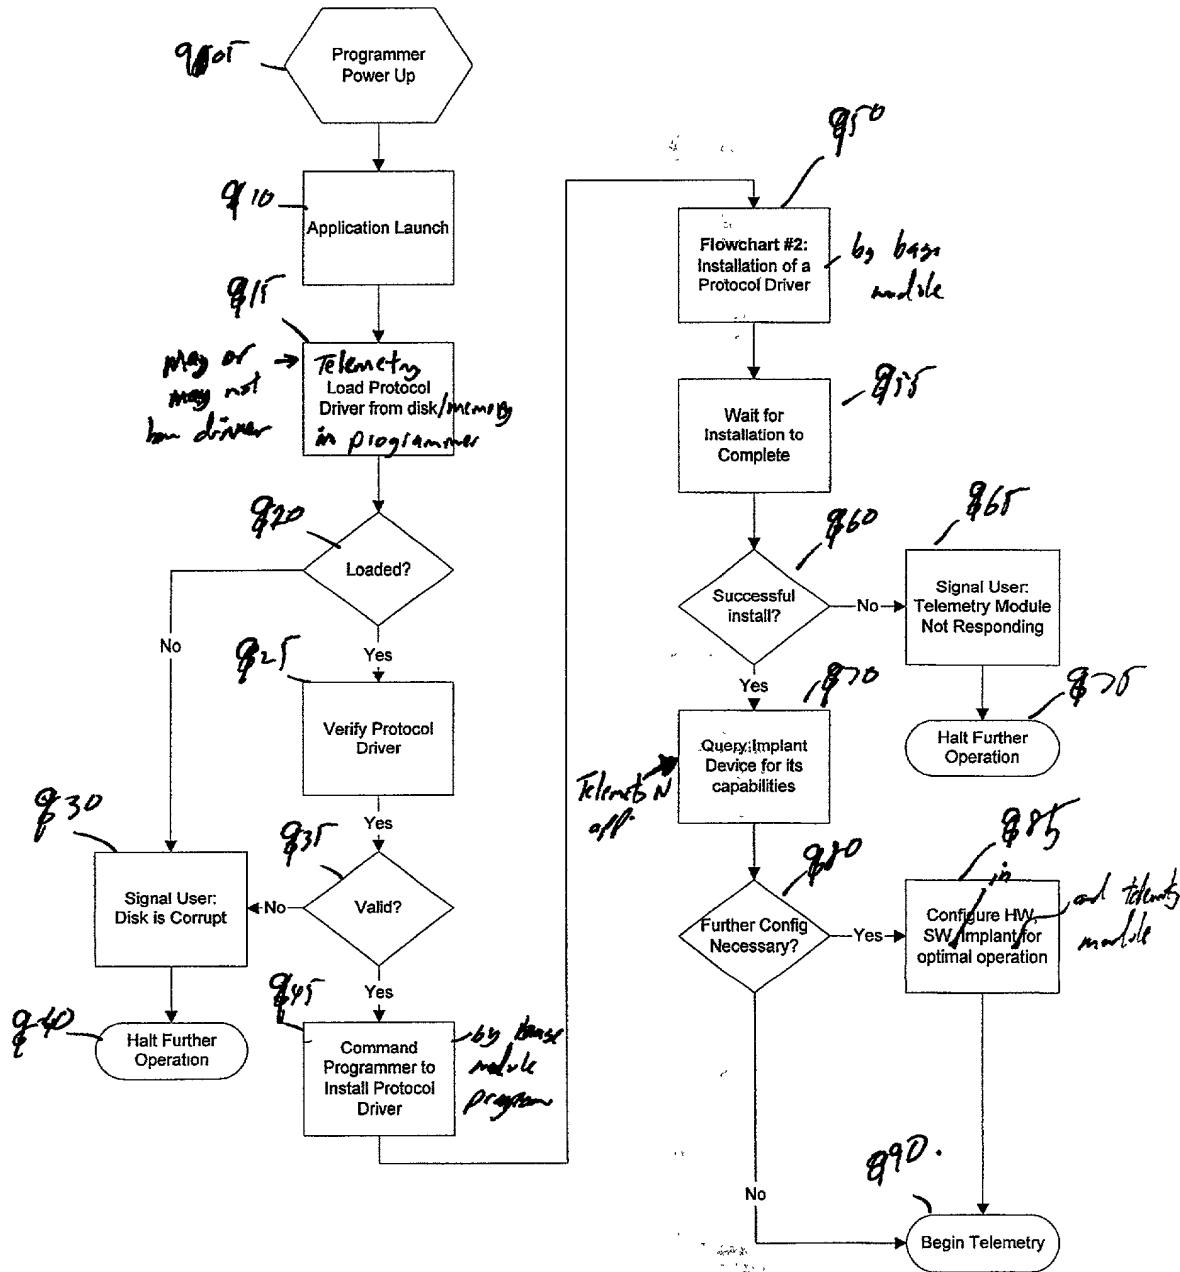 Programmer
Power Up
910
Application Launch
915
May or
may not
be driver
Telemetry
Load Protocol
Driver from disk/memory
in programmer
920
Loaded?
No
Yes
925
Verify Protocol
Driver
Yes
930
935
Signal User:
Disk is Corrupt
No
Valid?
Yes
940
Halt Further
Operation
945
Command
Programmer to
Install Protocol
Driver
by base
module
program
950
Flowchart #2:
Installation of a
Protocol Driver
by base
module
955
Wait for
Installation to
Complete
960
Successful
install?
No
965
Signal User:
Telemetry Module
Not Responding
975
Halt Further
Operation
Yes
970
Query Implant
Device for its
capabilities
app.
980
Further Config
Necessary?
Yes
985
in
Configure HW,
SW, Implant for
optimal operation
and telemetry
module
No
990.
Begin Telemetry